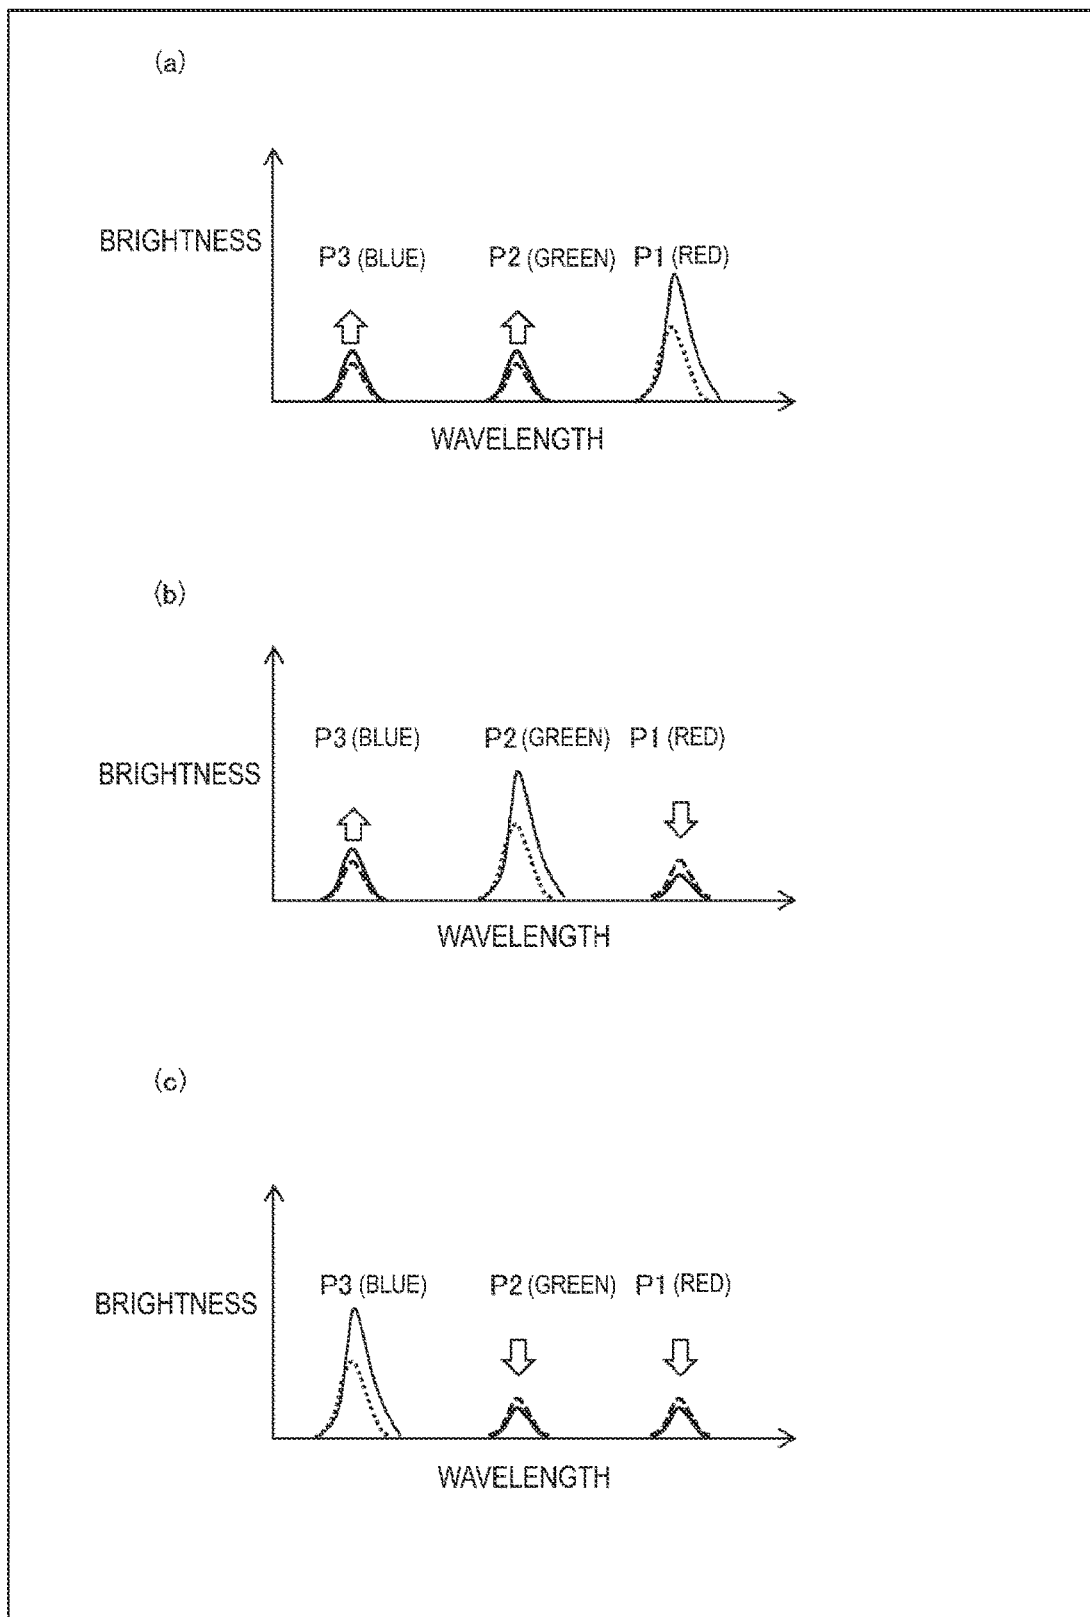 (a)
BRIGHTNESS
P3 (BLUE) P2 (GREEN) P1 (RED)
WAVELENGTH
(b)
P3 (BLUE) P2 (GREEN) P1 (RED)
BRIGHTNESS
WAVELENGTH
(c)
P3 (BLUE) P2 (GREEN) P1 (RED)
BRIGHTNESS
WAVELENGTH